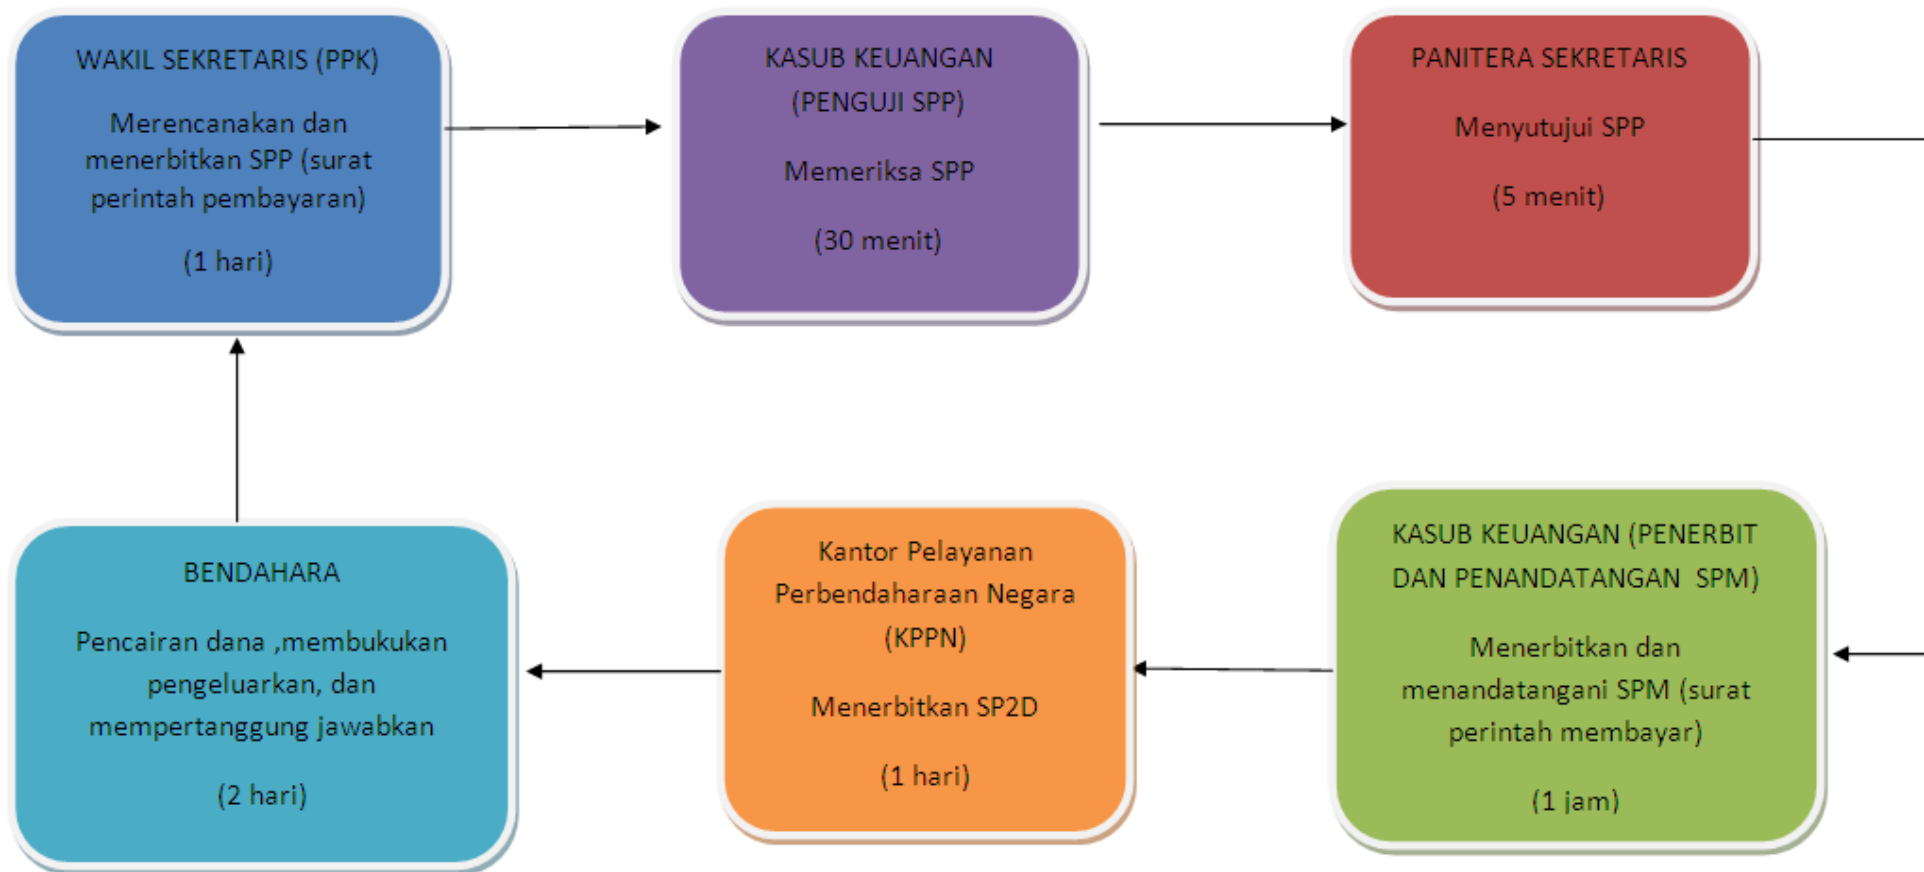 WAKIL SEKRETARIS (PPK)
Merencanakan dan
menerbitkan SPP (surat
perintah pembayaran)
(1 hari)
KASUB KEUANGAN
(PENGUJI SPP)
Memeriksa SPP
(30 menit)
PANITERA SEKRETARIS
Menyutujui SPP
(5 menit)
KASUB KEUANGAN (PENERBIT
DAN PENANDATANGAN  SPM)
Menerbitkan dan
menandatangani SPM (surat
perintah membayar)
(1 jam)
Kantor Pelayanan
Perbendaharaan Negara
(KPPN)
Menerbitkan SP2D
(1 hari)
BENDAHARA
Pencairan dana ,membukukan
pengeluarkan, dan
mempertanggung jawabkan
(2 hari)